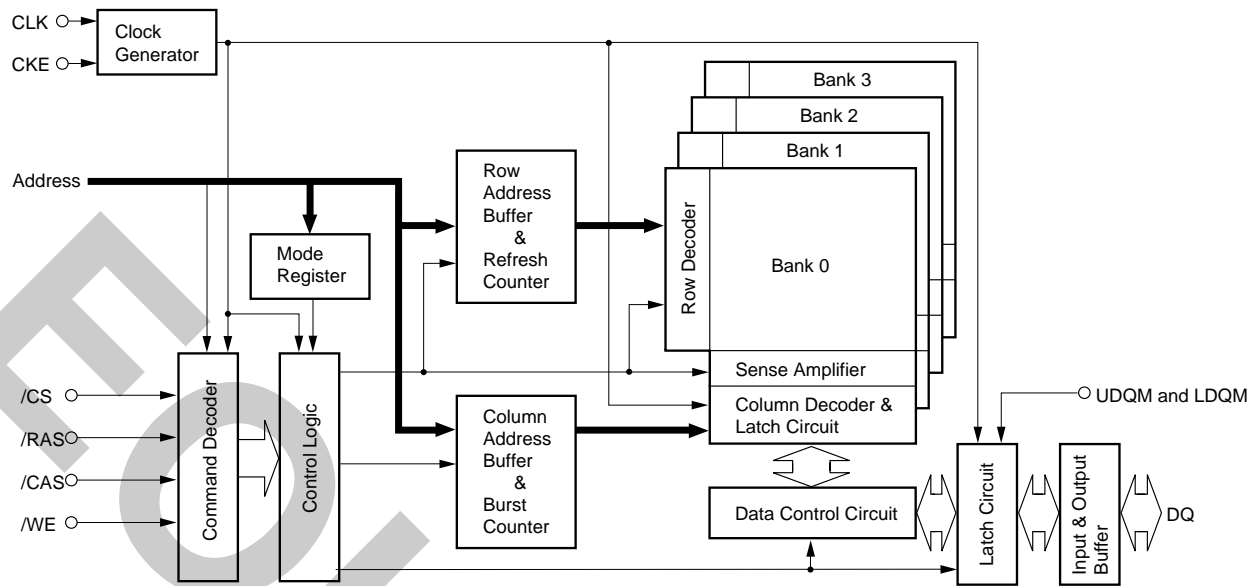 CLK
CKE
Clock
Generator
Bank 3
Bank 2
Bank 1
Address
Row
Address
Buffer
&
Refresh
Counter
Mode
Register
Row Decoder
Bank 0
Sense Amplifier
Column Decoder &
Latch Circuit
/CS
/RAS
/CAS
/WE
Command Decoder
Control Logic
Column
Address
Buffer
&
Burst
Counter
UDQM and LDQM
Data Control Circuit
Latch Circuit
Input & Output
Buffer
DQ
EO